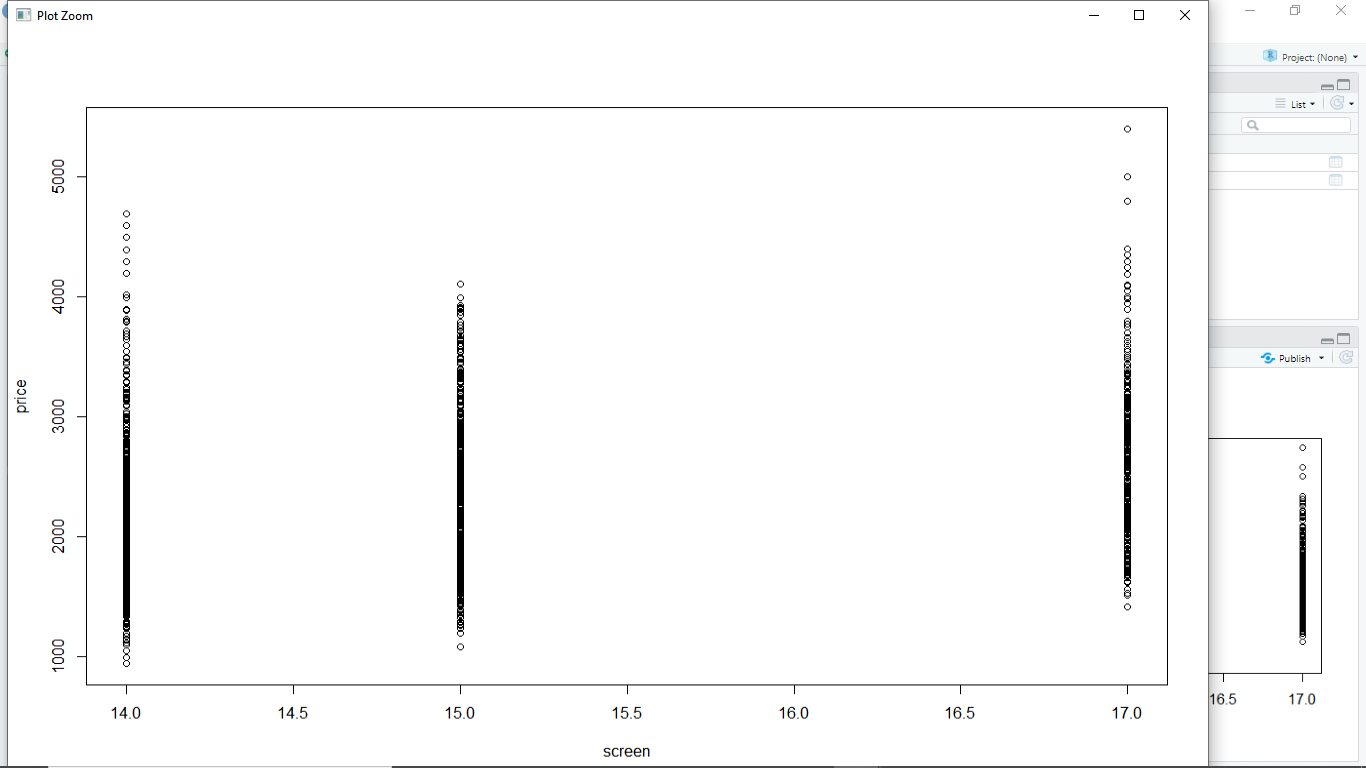 Plot Zoom
Project: (None)
List
Publish
price
5000
4000
3000
2000
1000
14.0 14.5 15.0 15.5 16.0 16.5 17.0
screen
16.5 17.0